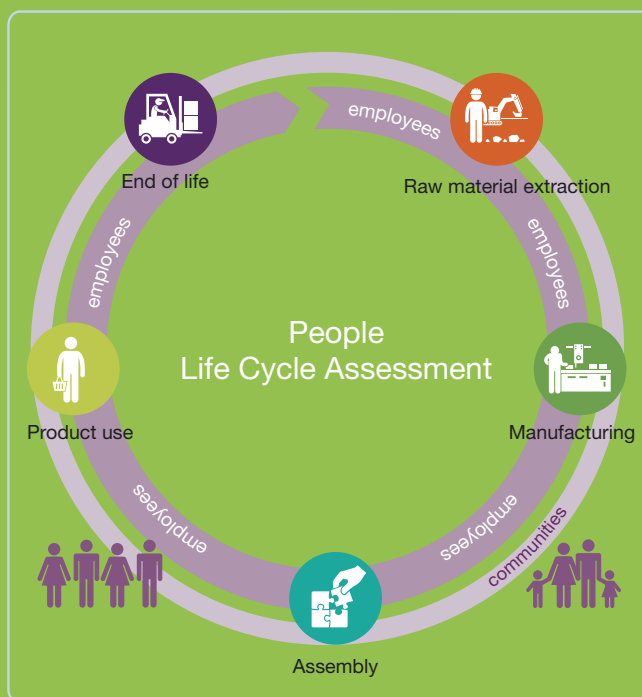 employees
End of life
Raw material extraction
employees
employees
People
Life Cycle Assessment
Product use
Manufacturing
employees
employees
communities
Assembly